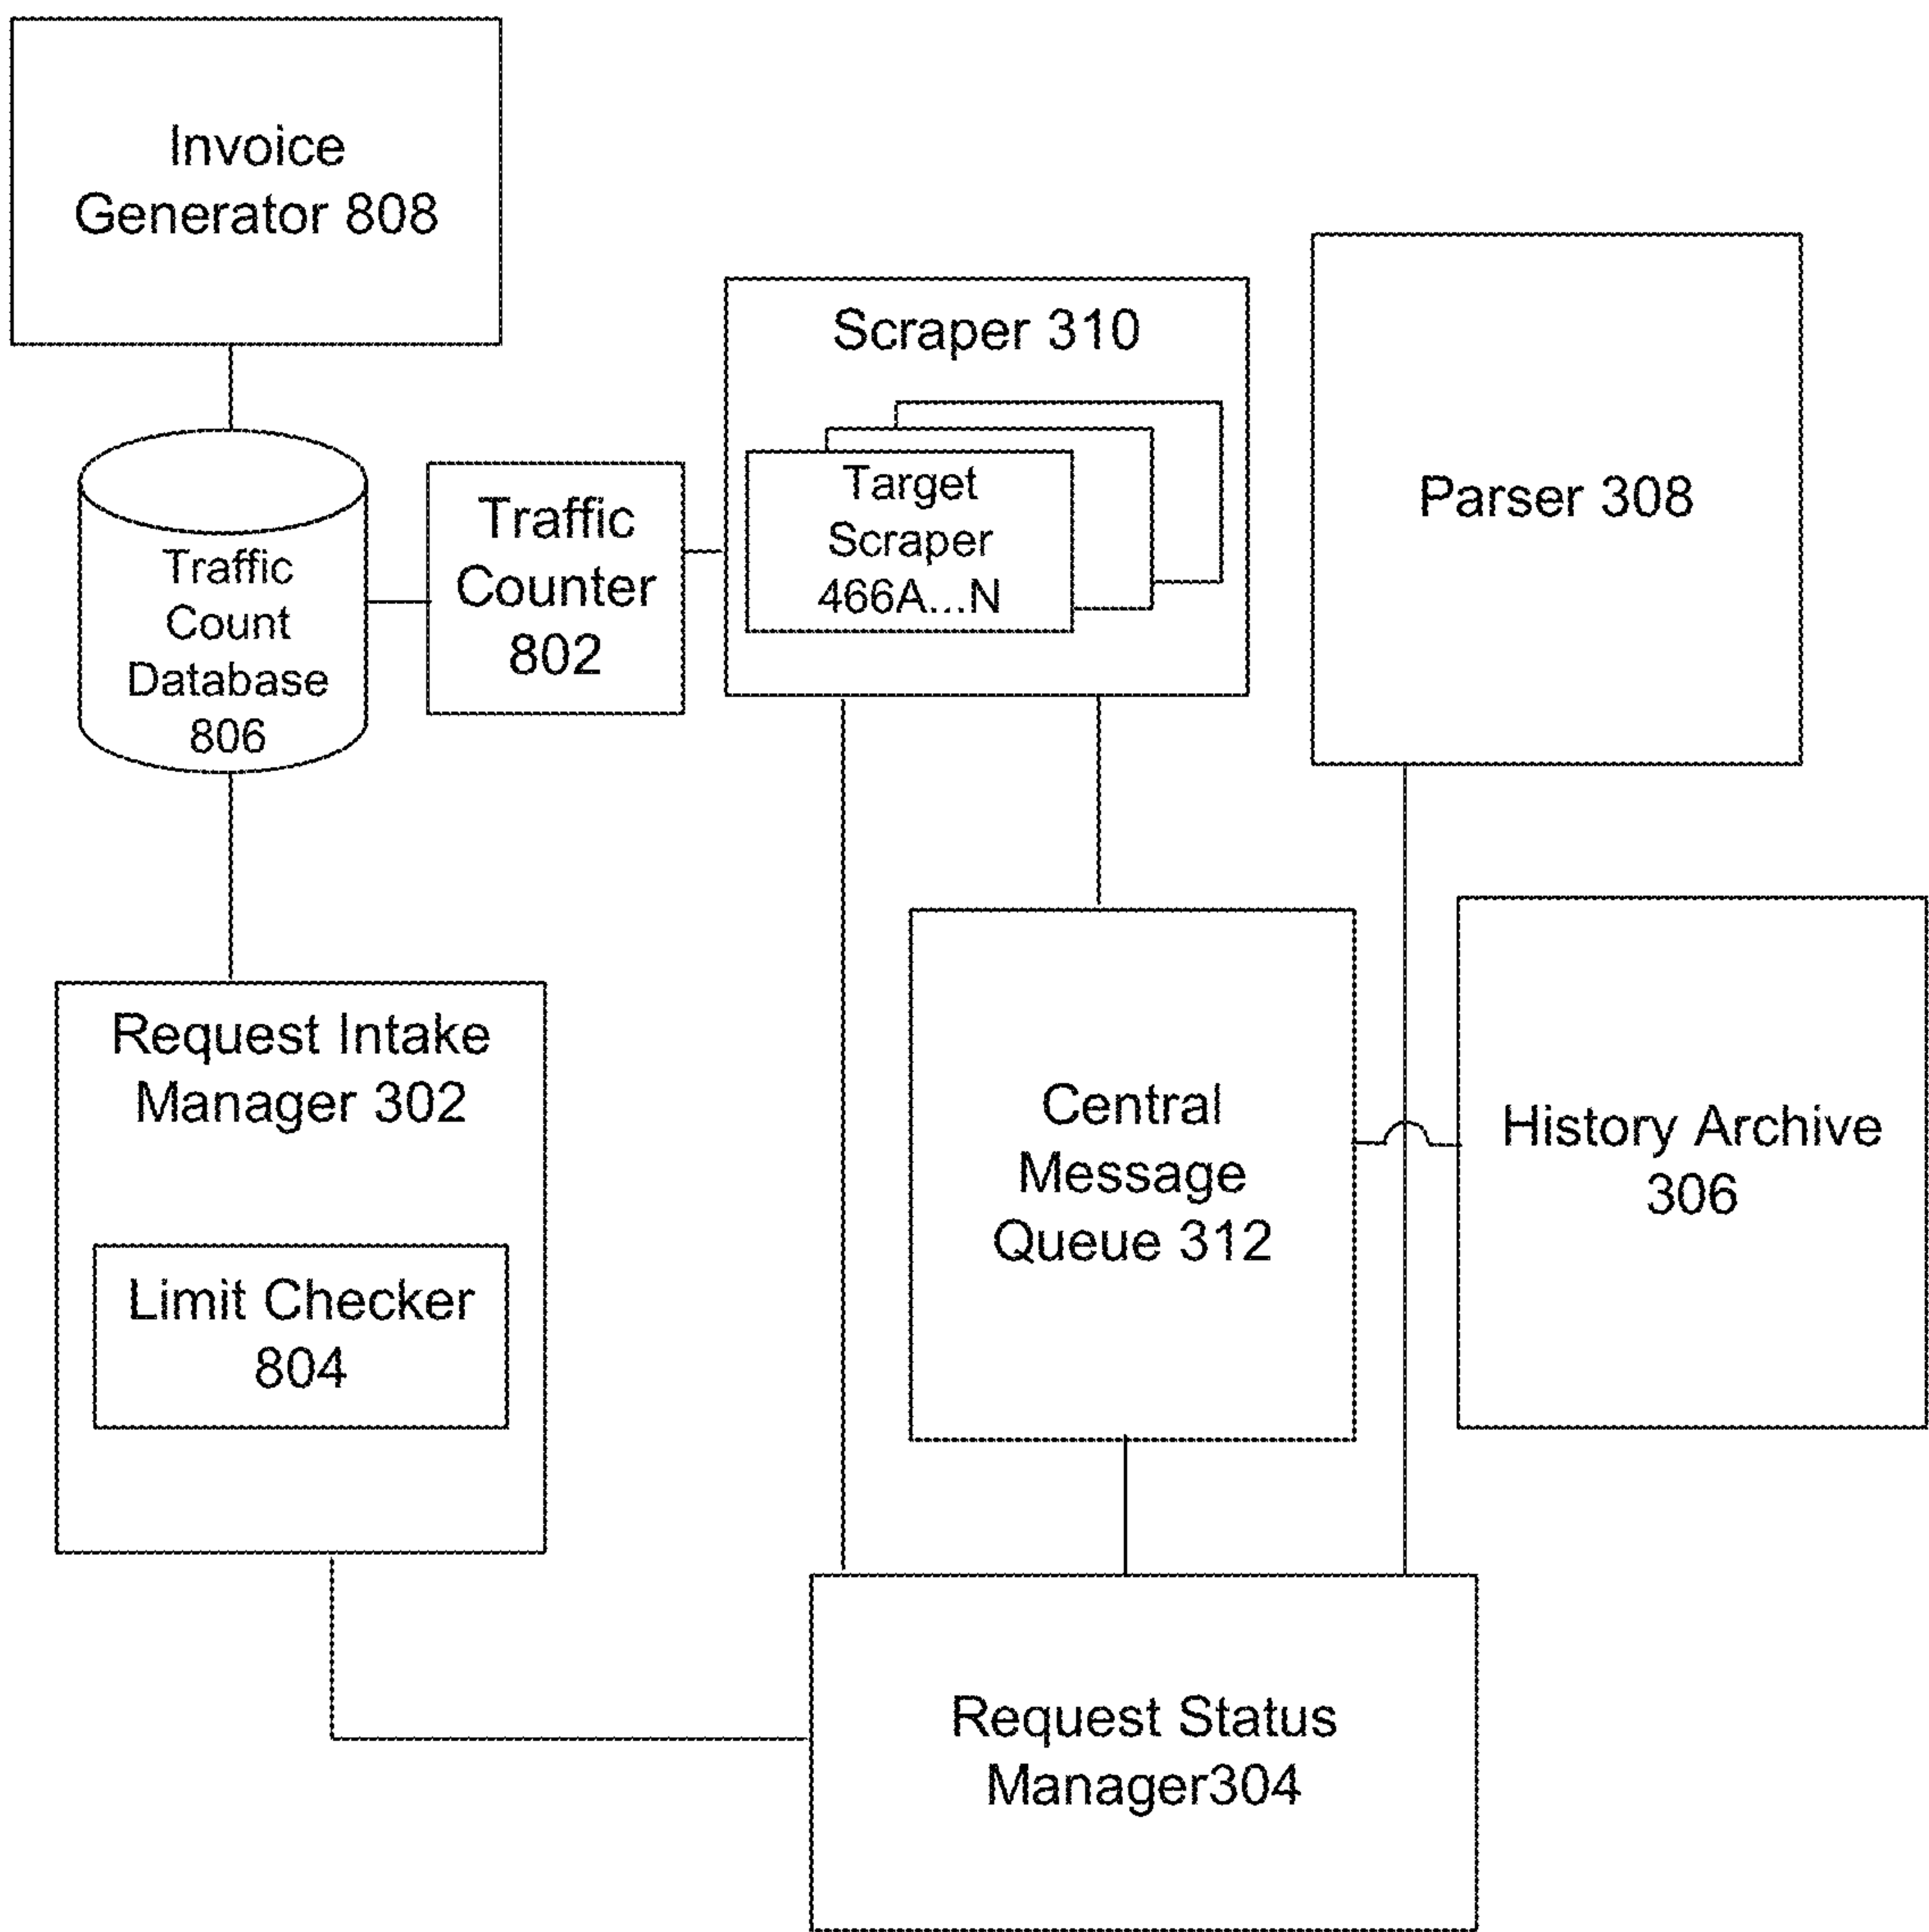 Invoice
Generator 808
Scraper 310
Target
Scraper
466A...N
Parser 308
Traffic
Counter
802
Traffic
Count
Database
806
Request Intake
Manager 302
Limit Checker
804
Central
Message
Queue 312
History Archive
306
Request Status
Manager304